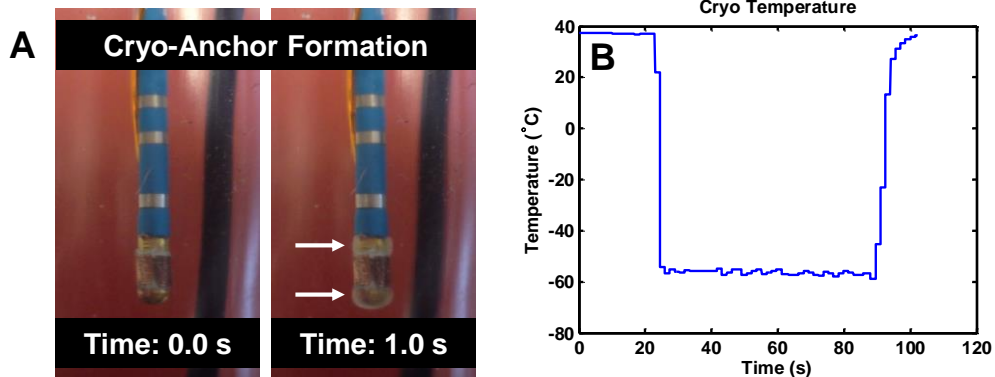 A
Cryo-Anchor Formation
Time: 0.0 s
Time: 1.0 s
Cryo Temperature
B
Temperature (˚C)
40
20
0
-20
-40
-60
-80
0
20
40
60
80
100
120
Time (s)